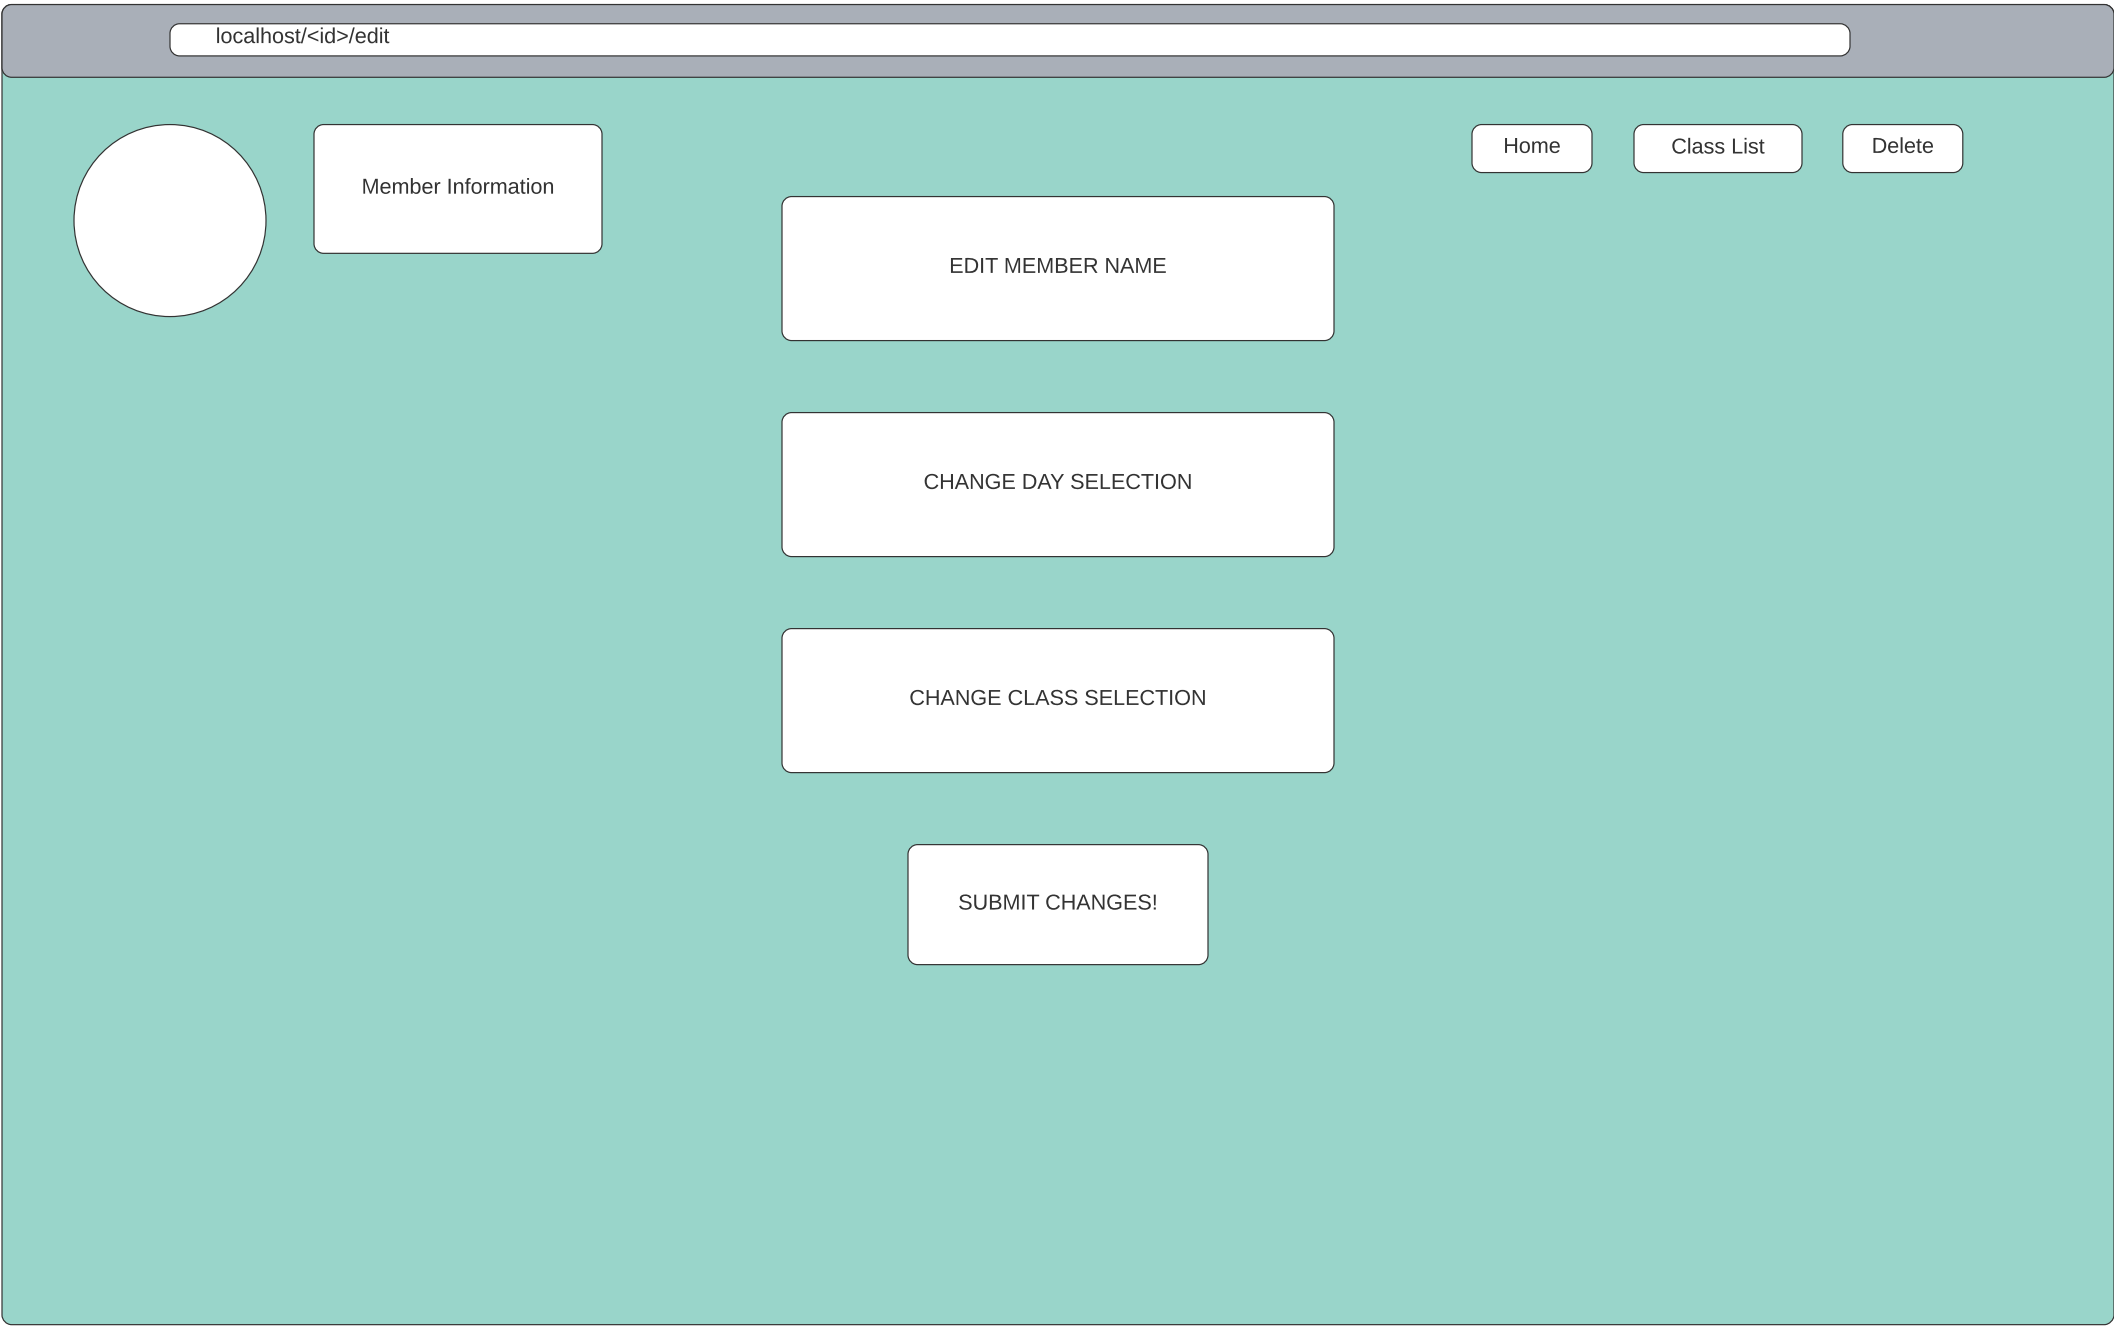 localhost/<id>/edit
Member Information
Home
Class List
Delete
EDIT MEMBER NAME
CHANGE DAY SELECTION
CHANGE CLASS SELECTION
SUBMIT CHANGES!